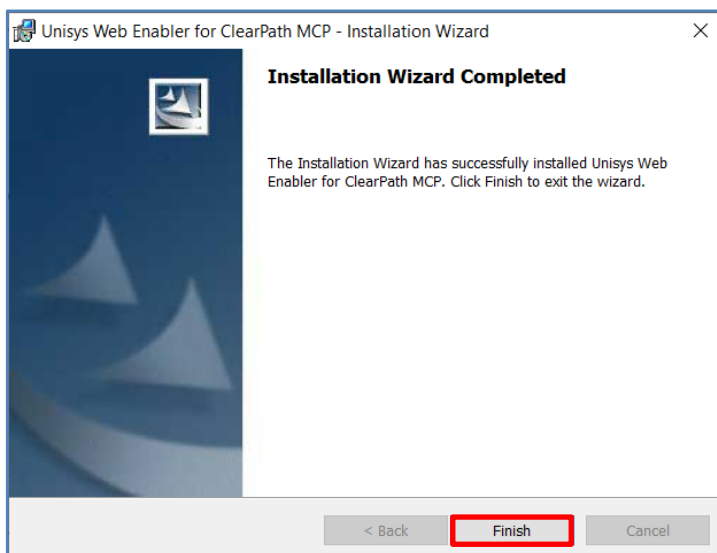 Unisys Web Enabler for ClearPath MCP - Installation Wizard
Installation Wizard Completed
The Installation Wizard has successfully installed Unisys Web
Enabler for ClearPath MCP. Click Finish to exit the wizard.
< Back Finish Cancel